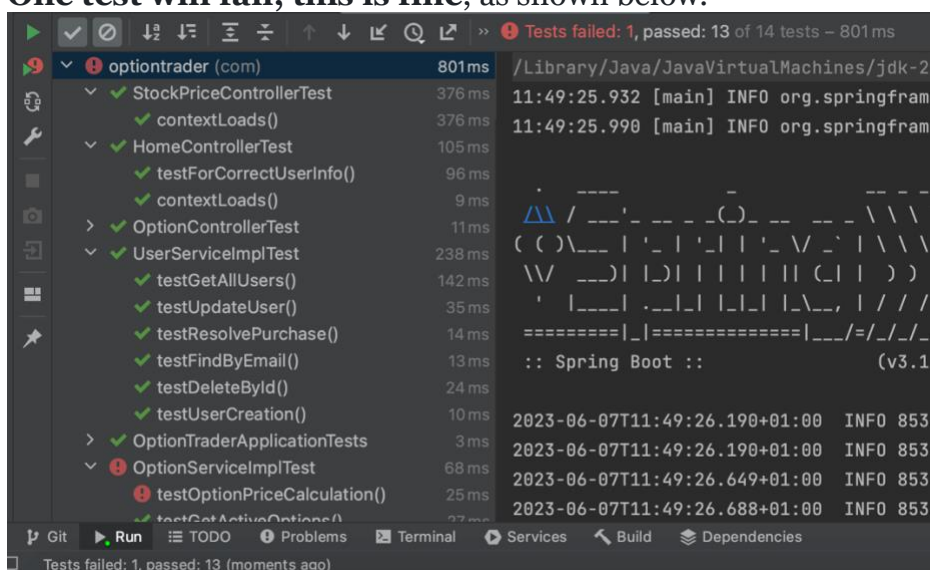 One test will fail, this is fine, as shown below.
Tests failed: 1, passed: 13 of 14 tests – 801 ms
optiontrader (com) 801 ms
StockPriceControllerTest 376 ms
contextLoads() 376 ms
HomeControllerTest 105 ms
testForCorrectUserInfo() 96 ms
contextLoads() 9 ms
OptionControllerTest 11 ms
UserServiceImplTest 238 ms
testGetAllUsers() 142 ms
testUpdateUser() 35 ms
testResolvePurchase() 14 ms
testFindByEmail() 13 ms
testDeleteById() 24 ms
testUserCreation() 10 ms
OptionTraderApplicationTests 3 ms
OptionServiceImplTest 68 ms
testOptionPriceCalculation() 25 ms
testGetActiveOptions() 27 ms
/Library/Java/JavaVirtualMachines/jdk-2
11:49:25.932 [main] INFO org.springfram
11:49:25.990 [main] INFO org.springfram
:: Spring Boot :: (v3.1
2023-06-07T11:49:26.190+01:00 INFO 853
2023-06-07T11:49:26.190+01:00 INFO 853
2023-06-07T11:49:26.649+01:00 INFO 853
2023-06-07T11:49:26.688+01:00 INFO 853
Git Run TODO Problems Terminal Services Build Dependencies
Tests failed: 1, passed: 13 (moments ago)